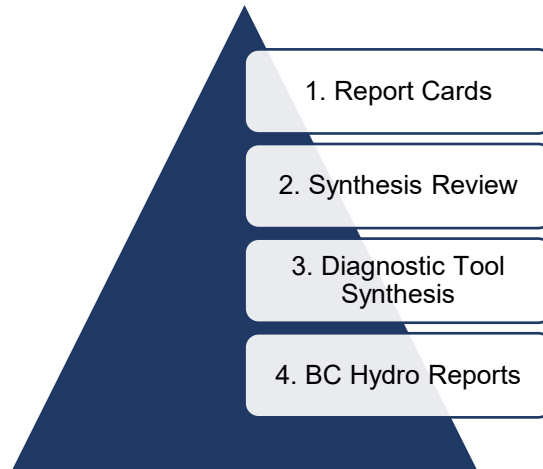 1. Report Cards
2. Synthesis Review
3. Diagnostic Tool
Synthesis
4. BC Hydro Reports